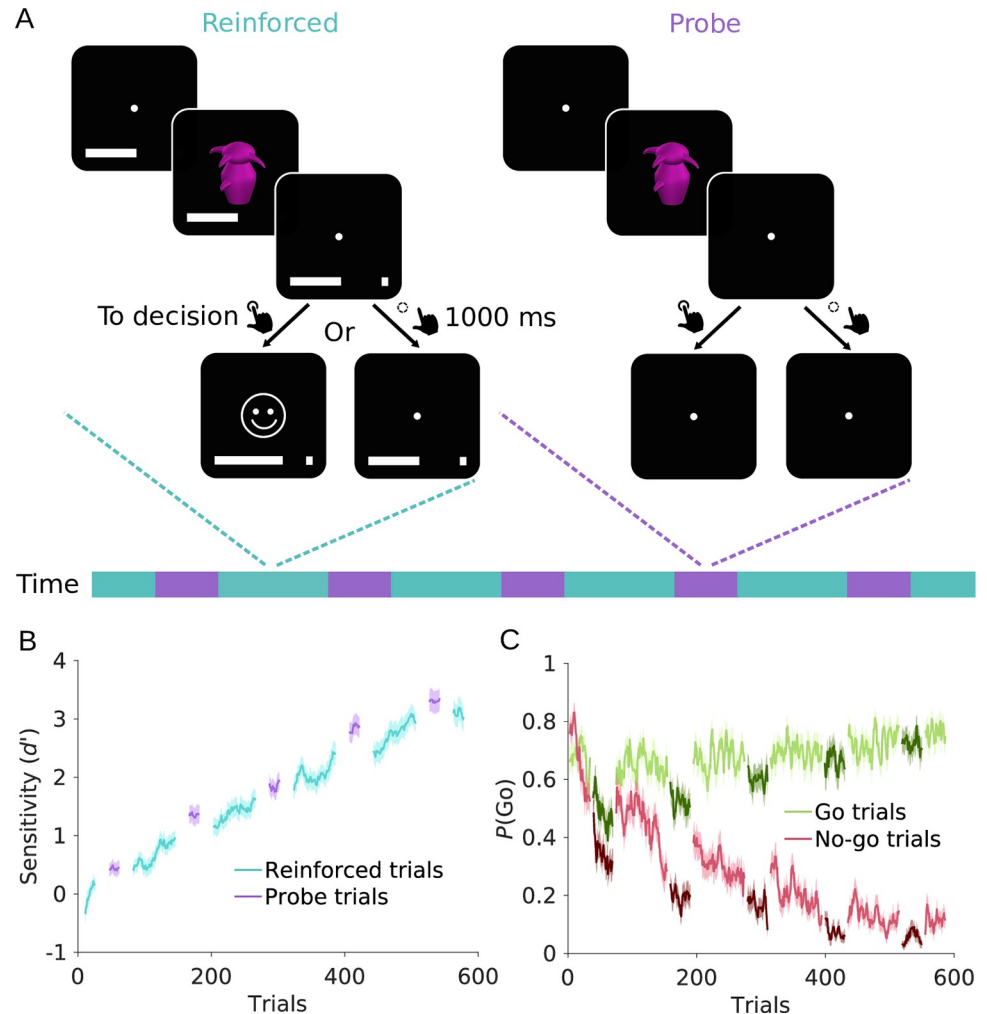 A
Reinforced
Probe
To decision
Or
1000 ms
Time
B
Sensitivity (d')
4
3
2
1
0
-1
Reinforced trials
Probe trials
0
200
400
600
Trials
C
P(Go)
1
0.8
0.6
0.4
0.2
0
Go trials
No-go trials
0
200
400
600
Trials